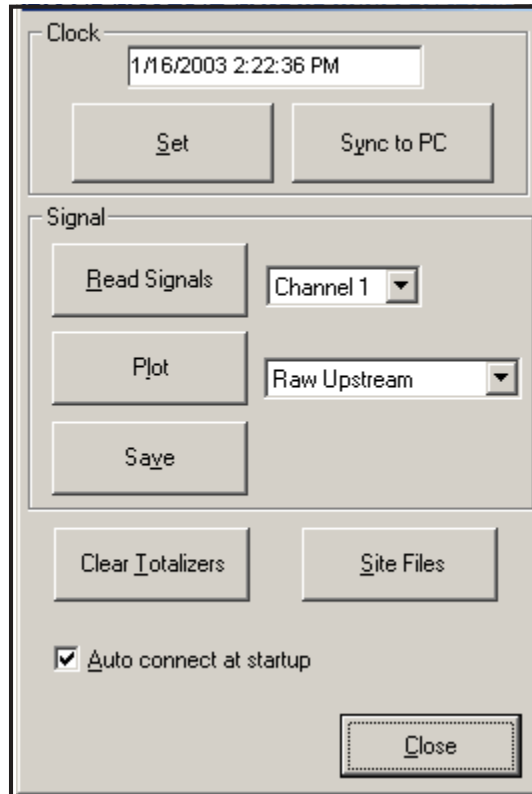 Clock
1/16/2003 2:22:36 PM
Set
Sync to PC
Signal
Read Signals
Channel 1
Plot
Raw Upstream
Save
Clear Totalizers
Site Files
Auto connect at startup
Close